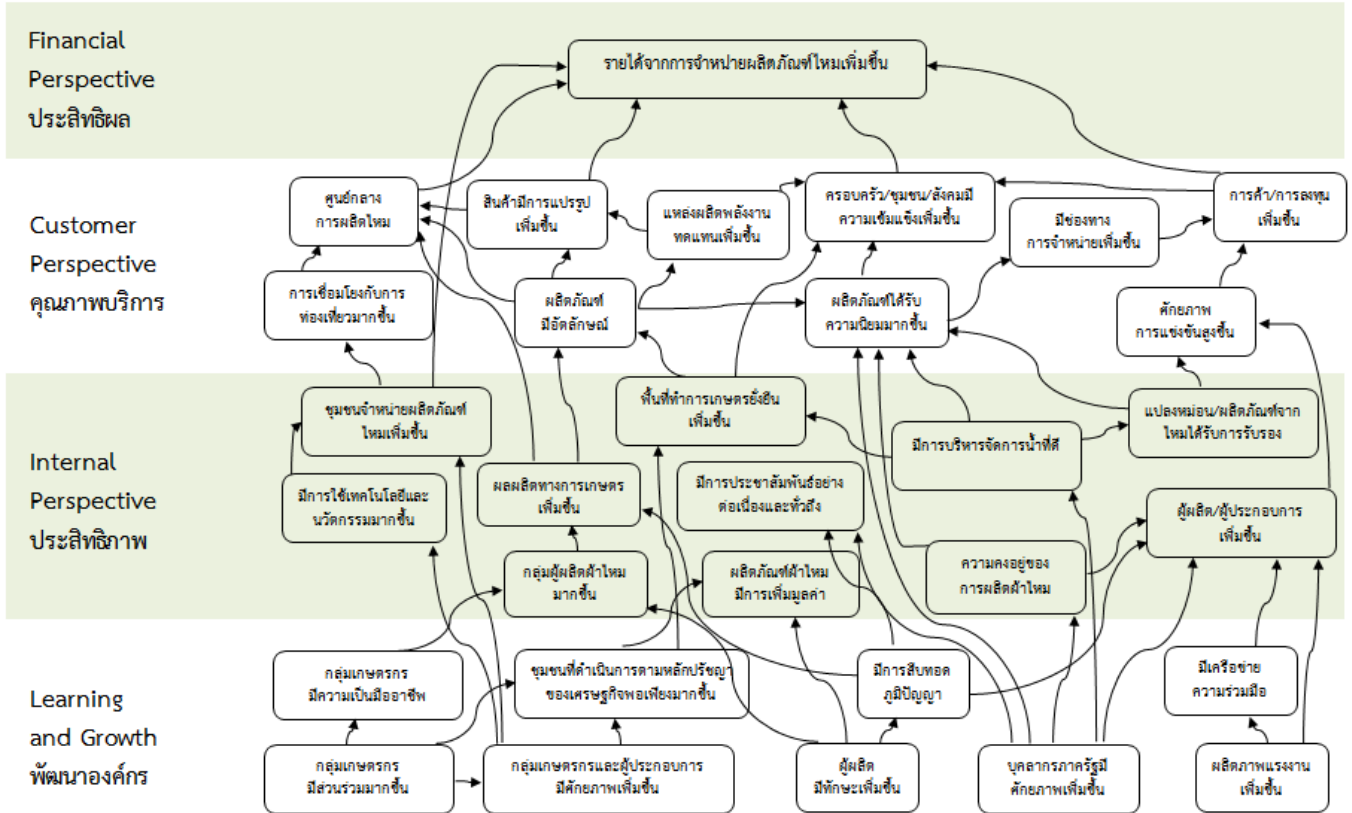 Financial
Perspective
ประสิทธิผล
รายได้จากการจำหน่ายผลิตภัณฑ์ไหมเพิ่มขึ้น
Customer
Perspective
คุณภาพบริการ
ศูนย์กลาง
การผลิตไหม
สินค้ามีการแปรรูป
เพิ่มขึ้น
แหล่งผลิตพลังงาน
ทดแทนเพิ่มขึ้น
ครอบครัว/ชุมชน/สังคมมี
ความเข้มแข็งเพิ่มขึ้น
มีช่องทาง
การจำหน่ายเพิ่มขึ้น
การค้า/การลงทุน
เพิ่มขึ้น
การเชื่อมโยงกับการ
ท่องเที่ยวมากขึ้น
ผลิตภัณฑ์
มีอัตลักษณ์
ผลิตภัณฑ์ได้รับ
ความนิยมมากขึ้น
ศักยภาพ
การแข่งขันสูงขึ้น
Internal
Perspective
ประสิทธิภาพ
ชุมชนจำหน่ายผลิตภัณฑ์
ไหมเพิ่มขึ้น
พื้นที่ทำการเกษตรยั่งยืน
เพิ่มขึ้น
มีการบริหารจัดการน้ำที่ดี
แปลงหม่อน/ผลิตภัณฑ์จาก
ไหมได้รับการรับรอง
มีการใช้เทคโนโลยีและ
นวัตกรรมมากขึ้น
ผลผลิตทางการเกษตร
เพิ่มขึ้น
มีการประชาสัมพันธ์อย่าง
ต่อเนื่องและทั่วถึง
ผู้ผลิต/ผู้ประกอบการ
เพิ่มขึ้น
กลุ่มผู้ผลิตผ้าไหม
มากขึ้น
ผลิตภัณฑ์ผ้าไหม
มีการเพิ่มมูลค่า
ความคงอยู่ของ
การผลิตผ้าไหม
Learning
and Growth
พัฒนาองค์กร
กลุ่มเกษตรกร
มีความเป็นมืออาชีพ
ชุมชนที่ดำเนินการตามหลักปรัชญา
ของเศรษฐกิจพอเพียงมากขึ้น
มีการสืบทอด
ภูมิปัญญา
มีเครือข่าย
ความร่วมมือ
กลุ่มเกษตรกร
มีส่วนร่วมมากขึ้น
กลุ่มเกษตรกรและผู้ประกอบการ
มีศักยภาพเพิ่มขึ้น
ผู้ผลิต
มีทักษะเพิ่มขึ้น
บุคลากรภาครัฐมี
ศักยภาพเพิ่มขึ้น
ผลิตภาพแรงงาน
เพิ่มขึ้น